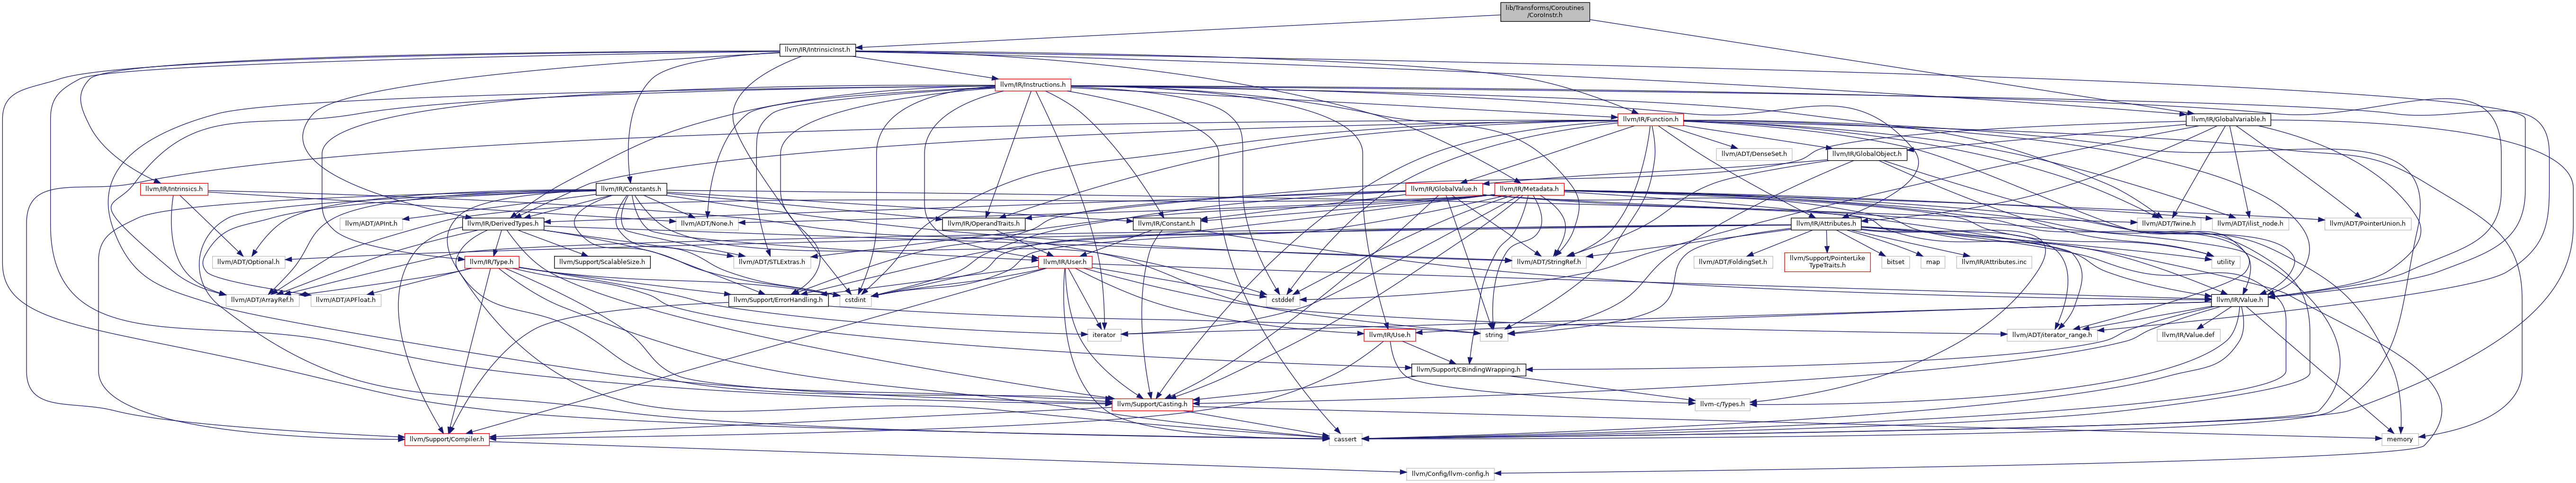 lib/Transforms/Coroutines
/CoroInstr.h
llvm/IR/IntrinsicInst.h
llvm/IR/Instructions.h
llvm/IR/Function.h
llvm/IR/GlobalVariable.h
llvm/ADT/DenseSet.h
llvm/IR/GlobalObject.h
llvm/IR/Intrinsics.h
llvm/IR/Constants.h
llvm/IR/GlobalValue.h
llvm/IR/Metadata.h
llvm/ADT/APInt.h
llvm/IR/DerivedTypes.h
llvm/ADT/None.h
llvm/IR/OperandTraits.h
llvm/IR/Constant.h
llvm/IR/Attributes.h
llvm/ADT/Twine.h
llvm/ADT/ilist_node.h
llvm/ADT/PointerUnion.h
llvm/ADT/Optional.h
llvm/IR/Type.h
llvm/Support/ScalableSize.h
llvm/ADT/STLExtras.h
llvm/IR/User.h
llvm/ADT/StringRef.h
llvm/ADT/FoldingSet.h
llvm/Support/PointerLike
TypeTraits.h
bitset
map
llvm/IR/Attributes.inc
utility
llvm/ADT/ArrayRef.h
llvm/ADT/APFloat.h
llvm/Support/ErrorHandling.h
cstdint
cstddef
llvm/IR/Value.h
iterator
llvm/IR/Use.h
string
llvm/ADT/iterator_range.h
llvm/IR/Value.def
llvm/Support/CBindingWrapping.h
llvm/Support/Casting.h
llvm-c/Types.h
llvm/Support/Compiler.h
cassert
memory
llvm/Config/llvm-config.h